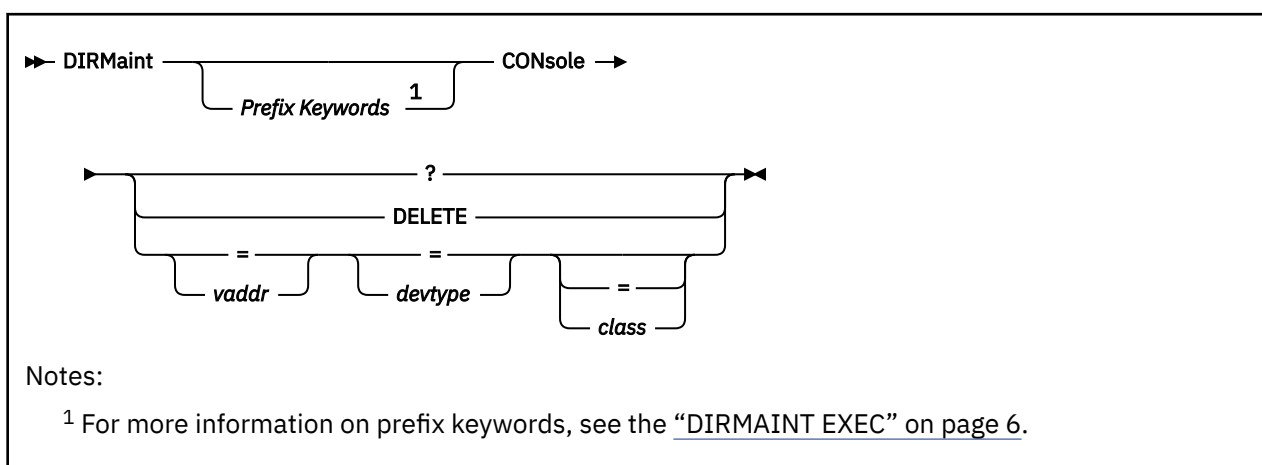 DIRMaint CONsole
Prefix Keywords 1
?
DELETE
= =
vaddr devtype =
class
Notes:
1 For more information on prefix keywords, see the “DIRMAINT EXEC” on page 6.